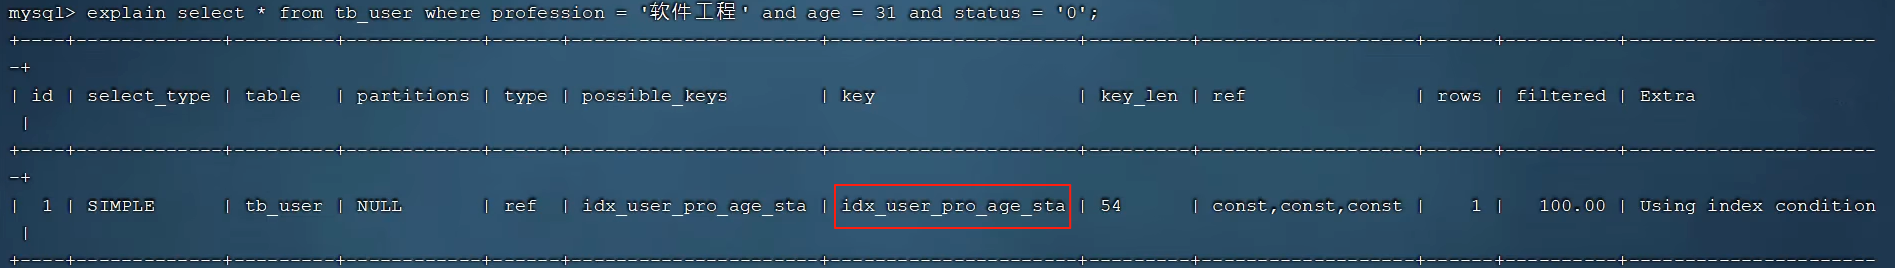 mysql> explain select * from tb_user where profession = '软件工程' and age = 31 and status = '0';
+----+-------------+---------+------------+------+----------------------+----------------------+---------+-------------------+------+----------+----------------------
-+
| id | select_type | table   | partitions | type | possible_keys        | key                  | key_len | ref               | rows | filtered | Extra
 |
+----+-------------+---------+------------+------+----------------------+----------------------+---------+-------------------+------+----------+----------------------
-+
|  1 | SIMPLE      | tb_user | NULL       | ref  | idx_user_pro_age_sta | idx_user_pro_age_sta | 54      | const,const,const |    1 |   100.00 | Using index condition
 |
+----+-------------+---------+------------+------+----------------------+----------------------+---------+-------------------+------+----------+----------------------